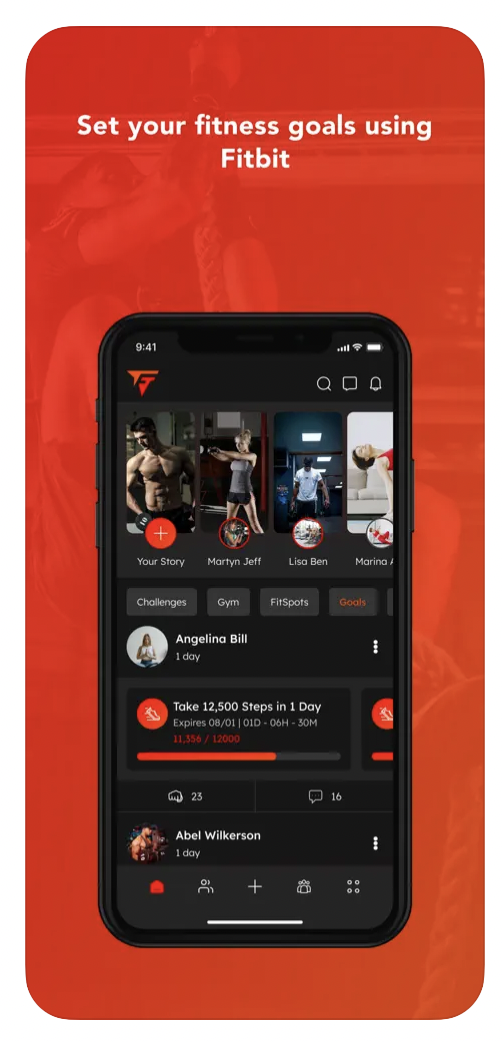 Set your fitness goals using
Fitbit
9:41
Your Story
Martyn Jeff
Lisa Ben
Marina A
Challenges
Gym
FitSpots
Goals
Angelina Bill
1 day
Take 12,500 Steps in 1 Day
Expires 08/01 | 01D - 06H - 30M
11,356 / 12000
23
16
Abel Wilkerson
1 day